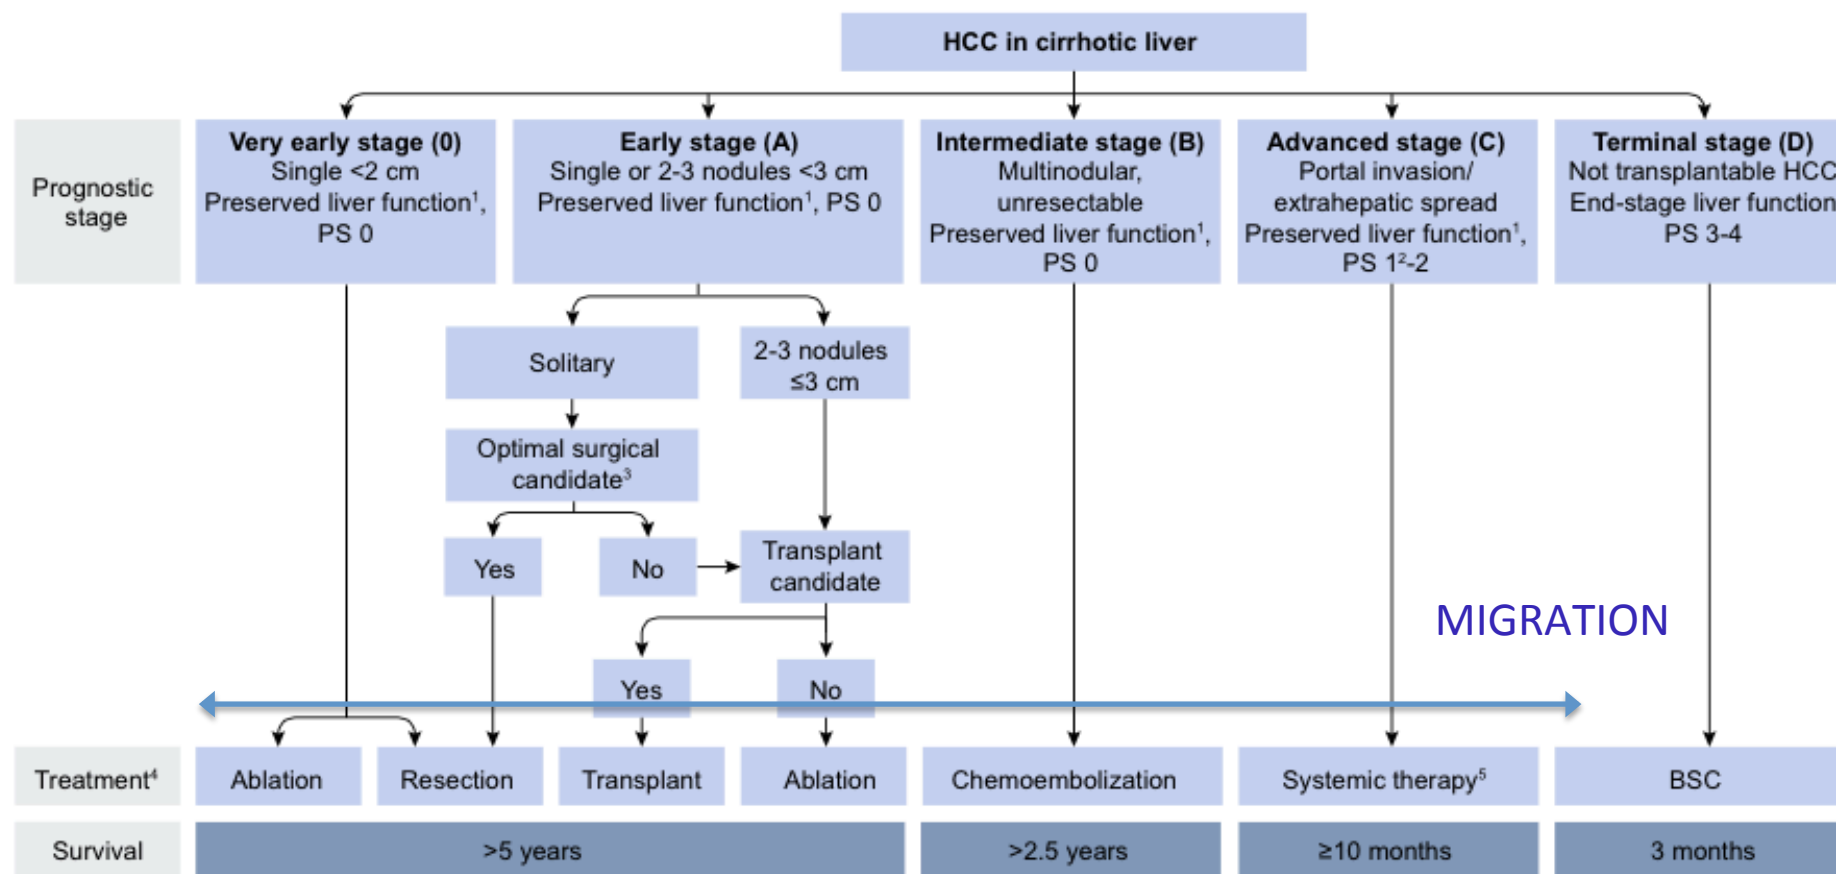 HCC in cirrhotic liver
Prognostic
stage
Very early stage (0)
Single <2 cm
Preserved liver function¹,
PS 0
Early stage (A)
Single or 2-3 nodules <3 cm
Preserved liver function¹, PS 0
Intermediate stage (B)
Multinodular,
unresectable
Preserved liver function¹,
PS 0
Advanced stage (C)
Portal invasion/
extrahepatic spread
Preserved liver function¹,
PS 1²-2
Terminal stage (D)
Not transplantable HCC
End-stage liver function
PS 3-4
Solitary
2-3 nodules
≤3 cm
Optimal surgical
candidate³
Yes
No
Transplant
candidate
MIGRATION
Yes
No
Treatment⁴
Ablation
Resection
Transplant
Ablation
Chemoembolization
Systemic therapy⁵
BSC
Survival
>5 years
>2.5 years
≥10 months
3 months